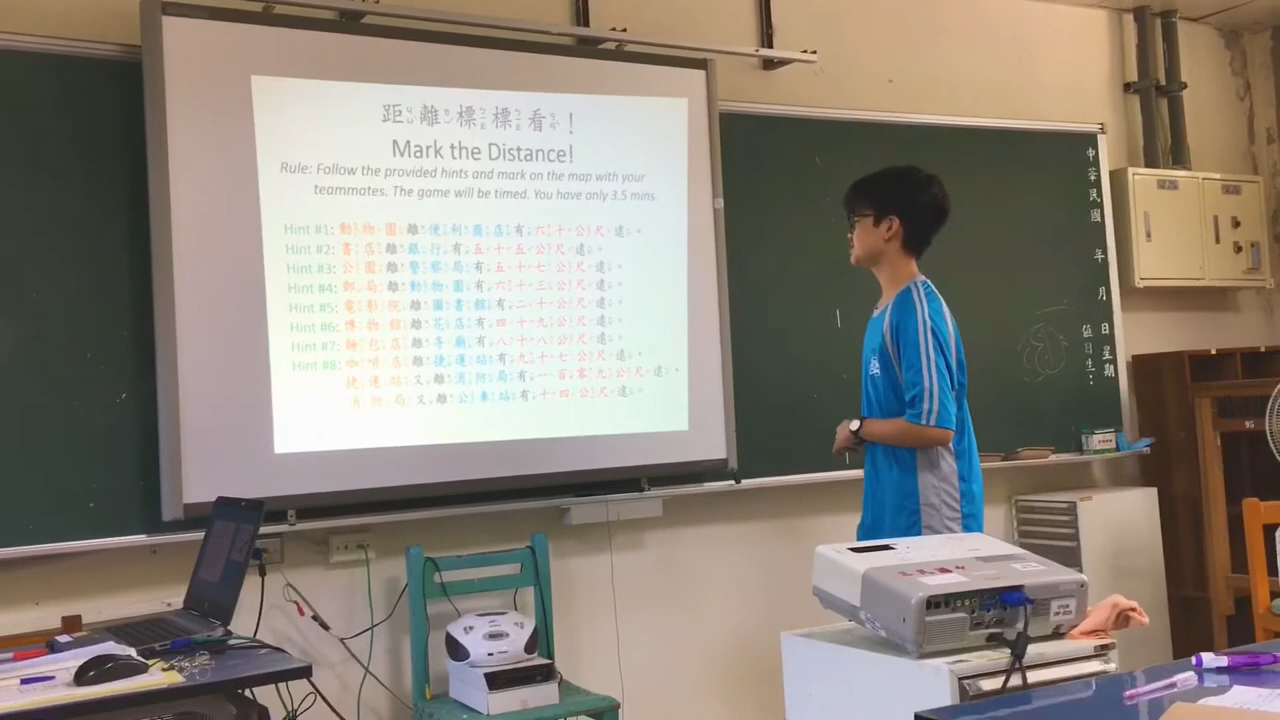 距離標標看!
Mark the Distance!
Rule: Follow the provided hints and mark on the map with your
teammates. The game will be timed. You have only 3.5 mins.
Hint #1: 動物園離便利商店有六十公尺遠。
Hint #2: 書店離銀行有五十五公尺遠。
Hint #3: 公園離警察局有五十七公尺遠。
Hint #4: 郵局離動物園有六十三公尺遠。
Hint #5: 電影院離圖書館有二十公尺遠。
Hint #6: 博物館離花店有四十九公尺遠。
Hint #7: 麵包店離寺廟有八十八公尺遠。
Hint #8: 咖啡店離捷運站有九十七公尺遠,
捷運站又離消防局有一百零九公尺遠,
消防局又離公車站有十四公尺遠。
中華民國 年 月 日 星期
值日生:
95
EPSON